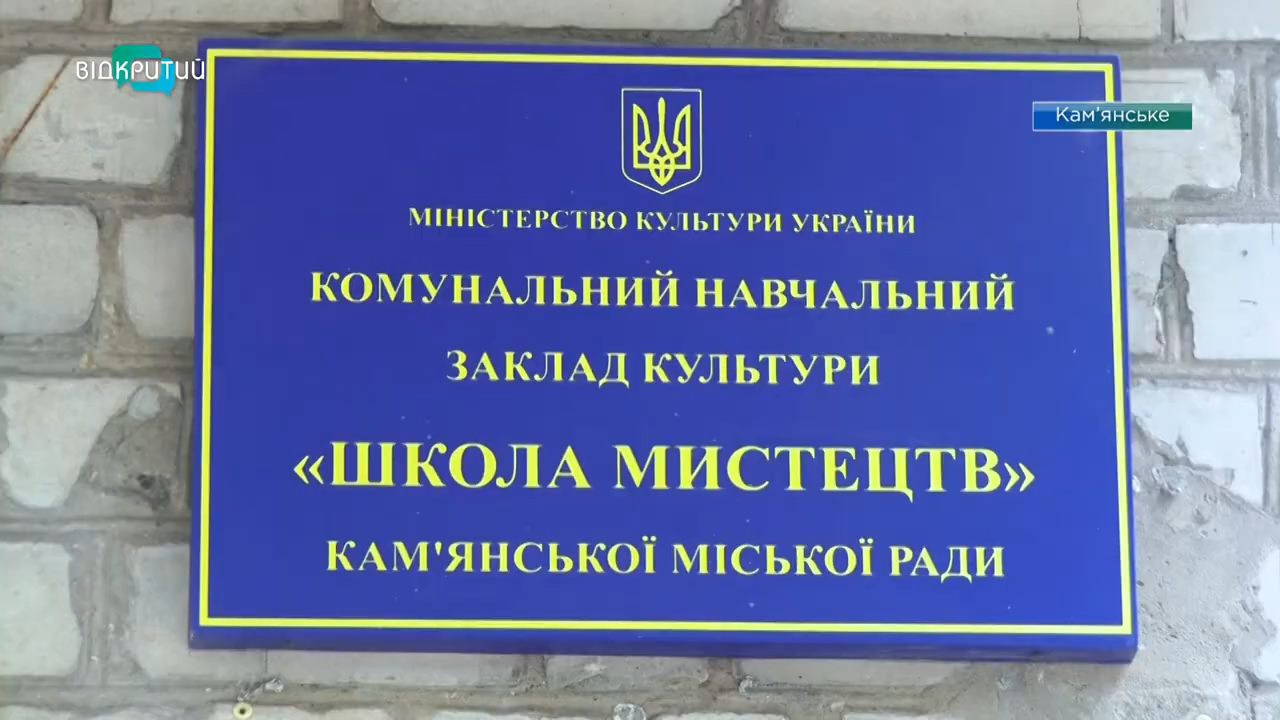 ВІДКРИТИЙ
Кам'янське
МІНІСТЕРСТВО КУЛЬТУРИ УКРАЇНИ
КОМУНАЛЬНИЙ НАВЧАЛЬНИЙ
ЗАКЛАД КУЛЬТУРИ
«ШКОЛА МИСТЕЦТВ»
КАМ'ЯНСЬКОЇ МІСЬКОЇ РАДИ